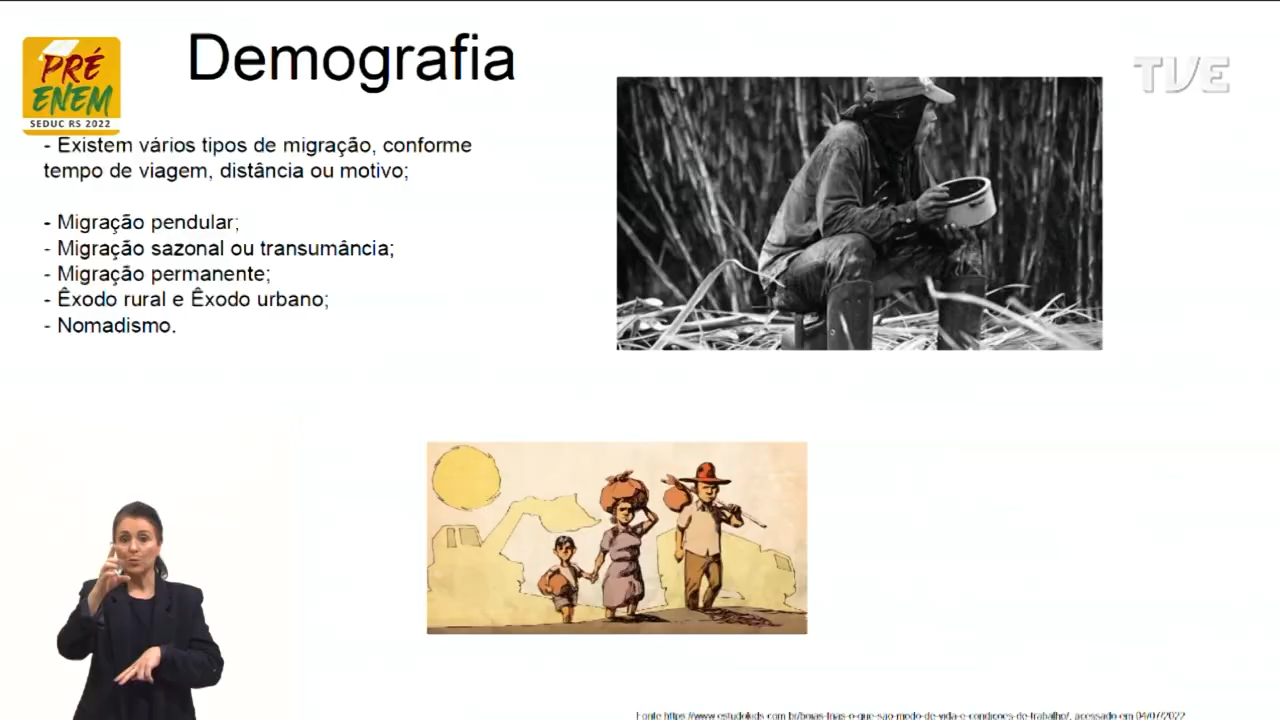 Demografia
PRÉ
ENEM
SEDUC RS 2022
TVE
- Existem vários tipos de migração, conforme
tempo de viagem, distância ou motivo;
- Migração pendular;
- Migração sazonal ou transumância;
- Migração permanente;
- Êxodo rural e Êxodo urbano;
- Nomadismo.
Fonte https://www.estudokids.com.br/boias-frias-o-que-sao-modo-de-vida-e-condicoes-de-trabalho/, acessado em 04/07/2022